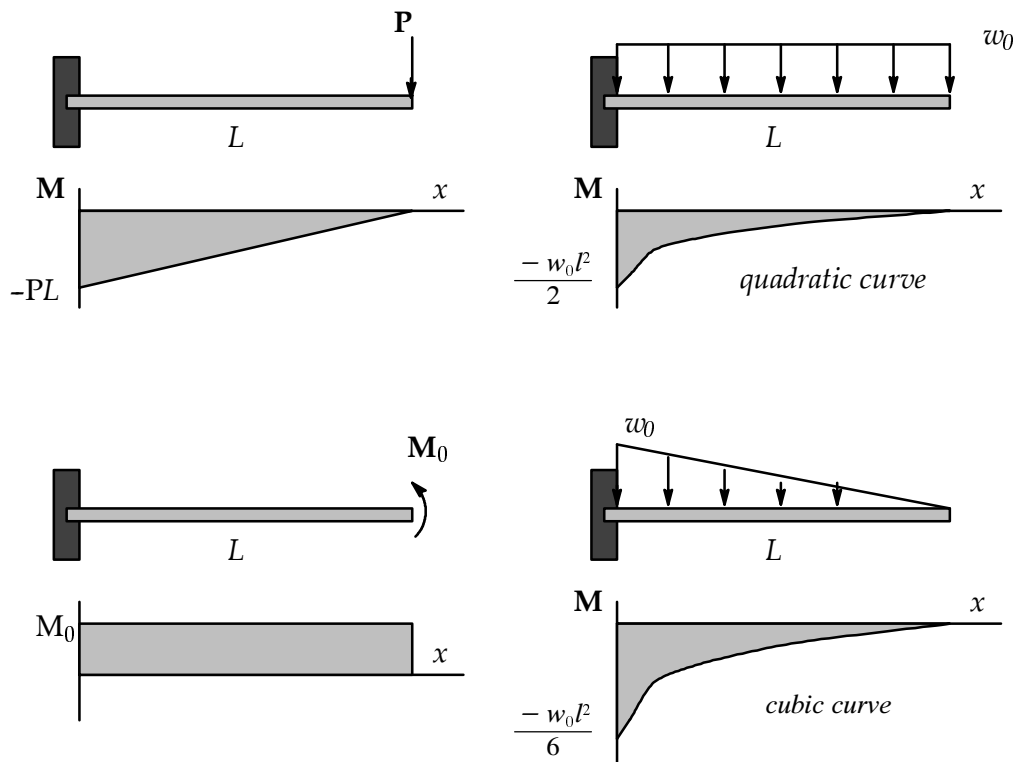 P
w₀
L
L
M
x
M
x
–PL
− w₀l²
2
quadratic curve
M₀
w₀
L
L
M₀
x
M
x
− w₀l²
6
cubic curve